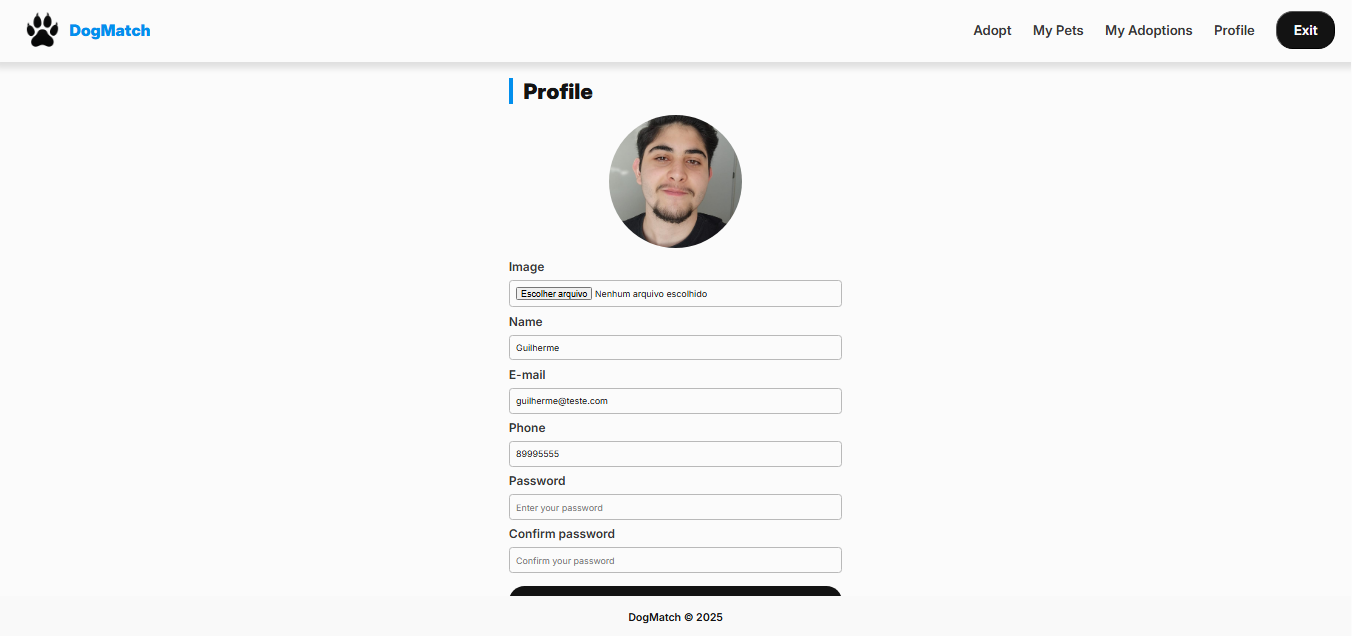 DogMatch
Adopt My Pets My Adoptions Profile Exit
Profile
Image
Escolher arquivo Nenhum arquivo escolhido
Name
Guilherme
E-mail
guilherme@teste.com
Phone
89995555
Password
Enter your password
Confirm password
Confirm your password
DogMatch © 2025